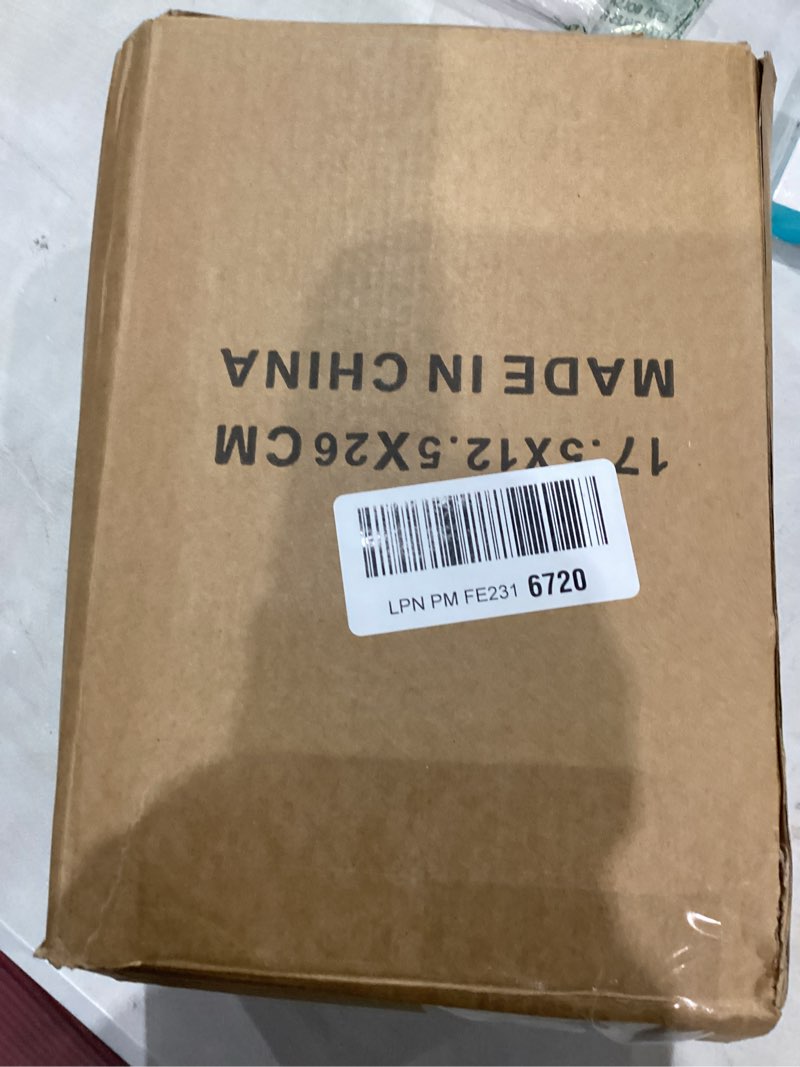 MADE IN CHINA
17.5X12.5X26CM
LPN PM FE231 6720